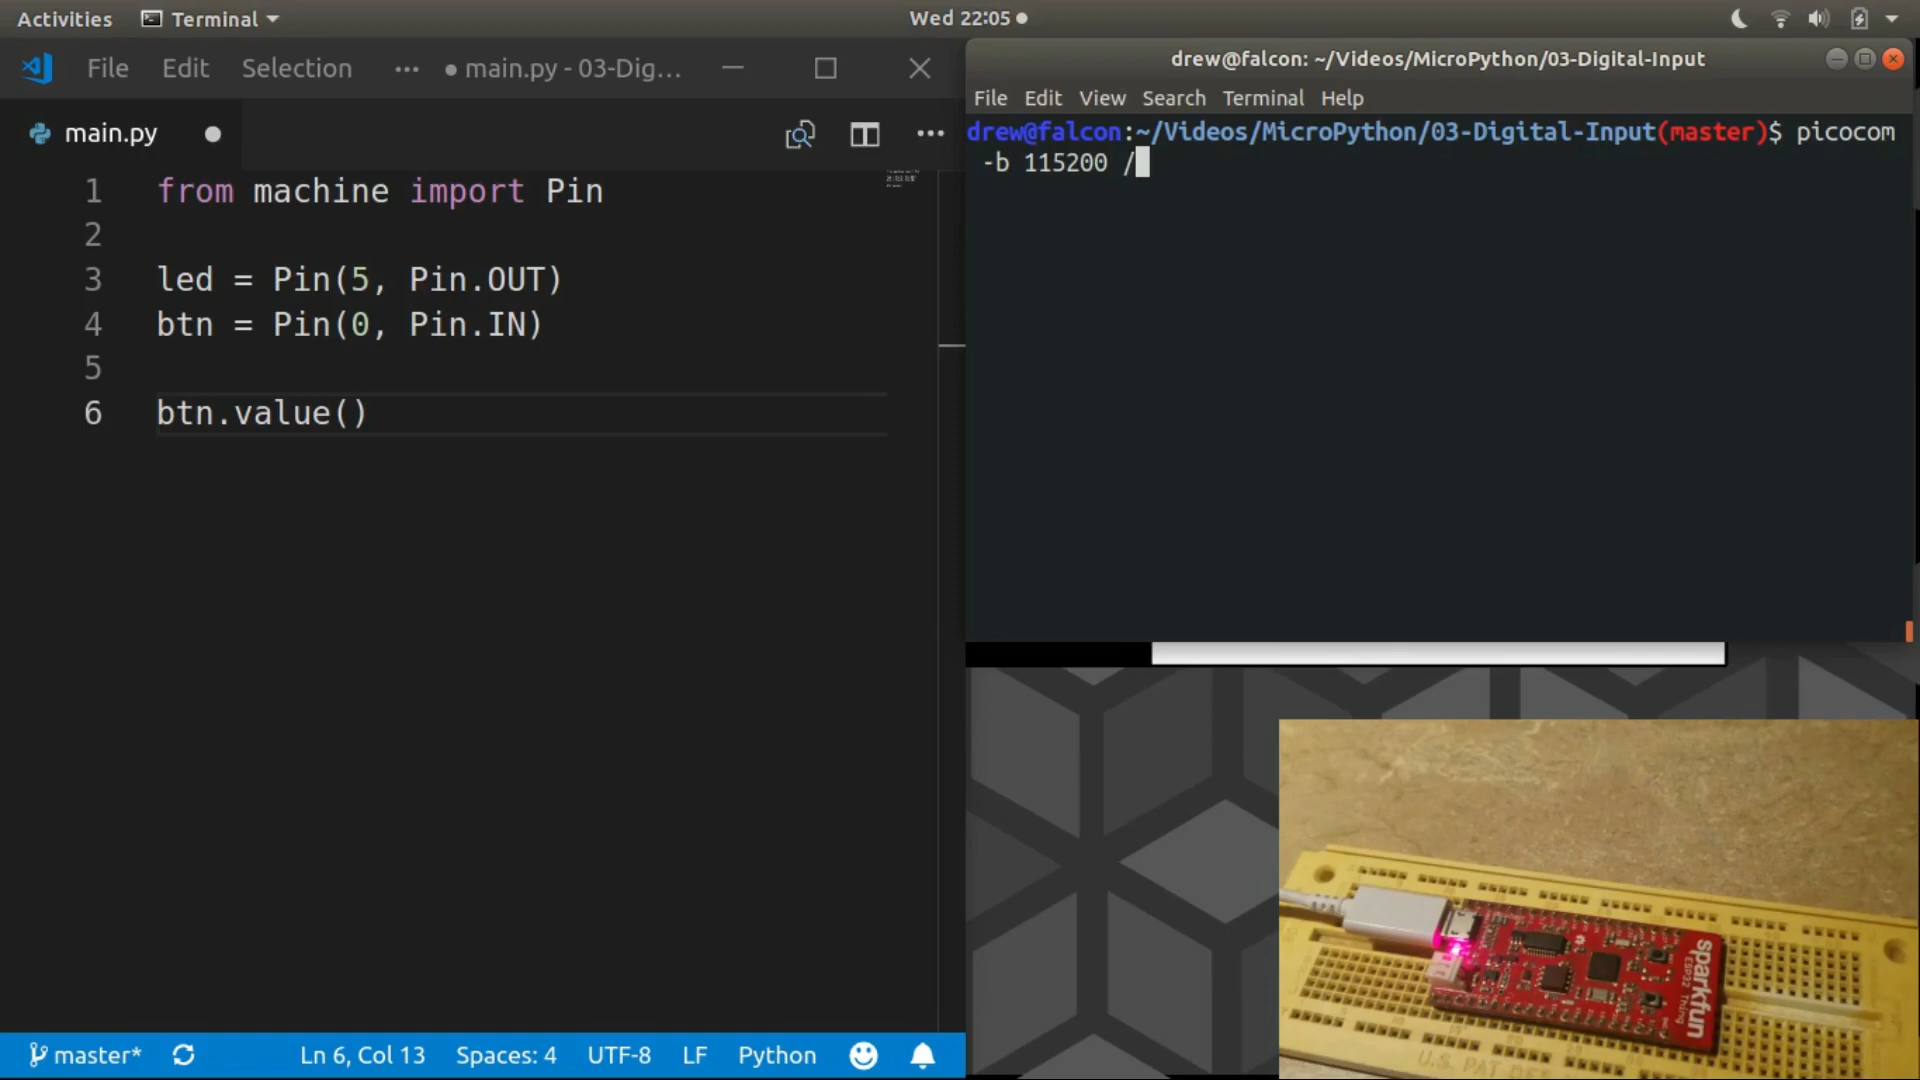 Activities Terminal Wed 22:05
File Edit Selection ··· ● main.py - 03-Dig...
drew@falcon: ~/Videos/MicroPython/03-Digital-Input
main.py
File Edit View Search Terminal Help
drew@falcon:~/Videos/MicroPython/03-Digital-Input(master)$ picocom
-b 115200 /
1 from machine import Pin
2
3 led = Pin(5, Pin.OUT)
4 btn = Pin(0, Pin.IN)
5
6 btn.value()
sparkfun
ESP32 Thing
U.S. PAT
master* Ln 6, Col 13 Spaces: 4 UTF-8 LF Python